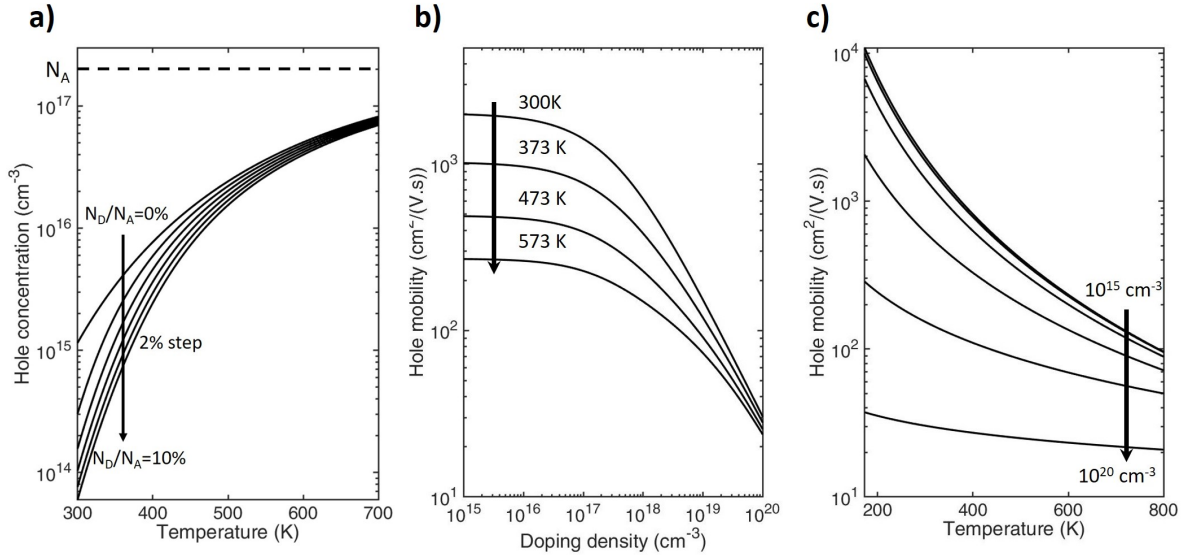 a)
b)
c)
N_A
10^17
10^16
10^15
10^14
Hole concentration (cm^-3)
N_D/N_A=0%
2% step
N_D/N_A=10%
300
400
500
600
700
Temperature (K)
10^3
10^2
10^1
Hole mobility (cm^2/(V.s))
300K
373 K
473 K
573 K
10^15
10^16
10^17
10^18
10^19
10^20
Doping density (cm^-3)
10^4
10^3
10^2
10^1
Hole mobility (cm^2/(V.s))
10^15 cm^-3
10^20 cm^-3
200
400
600
800
Temperature (K)